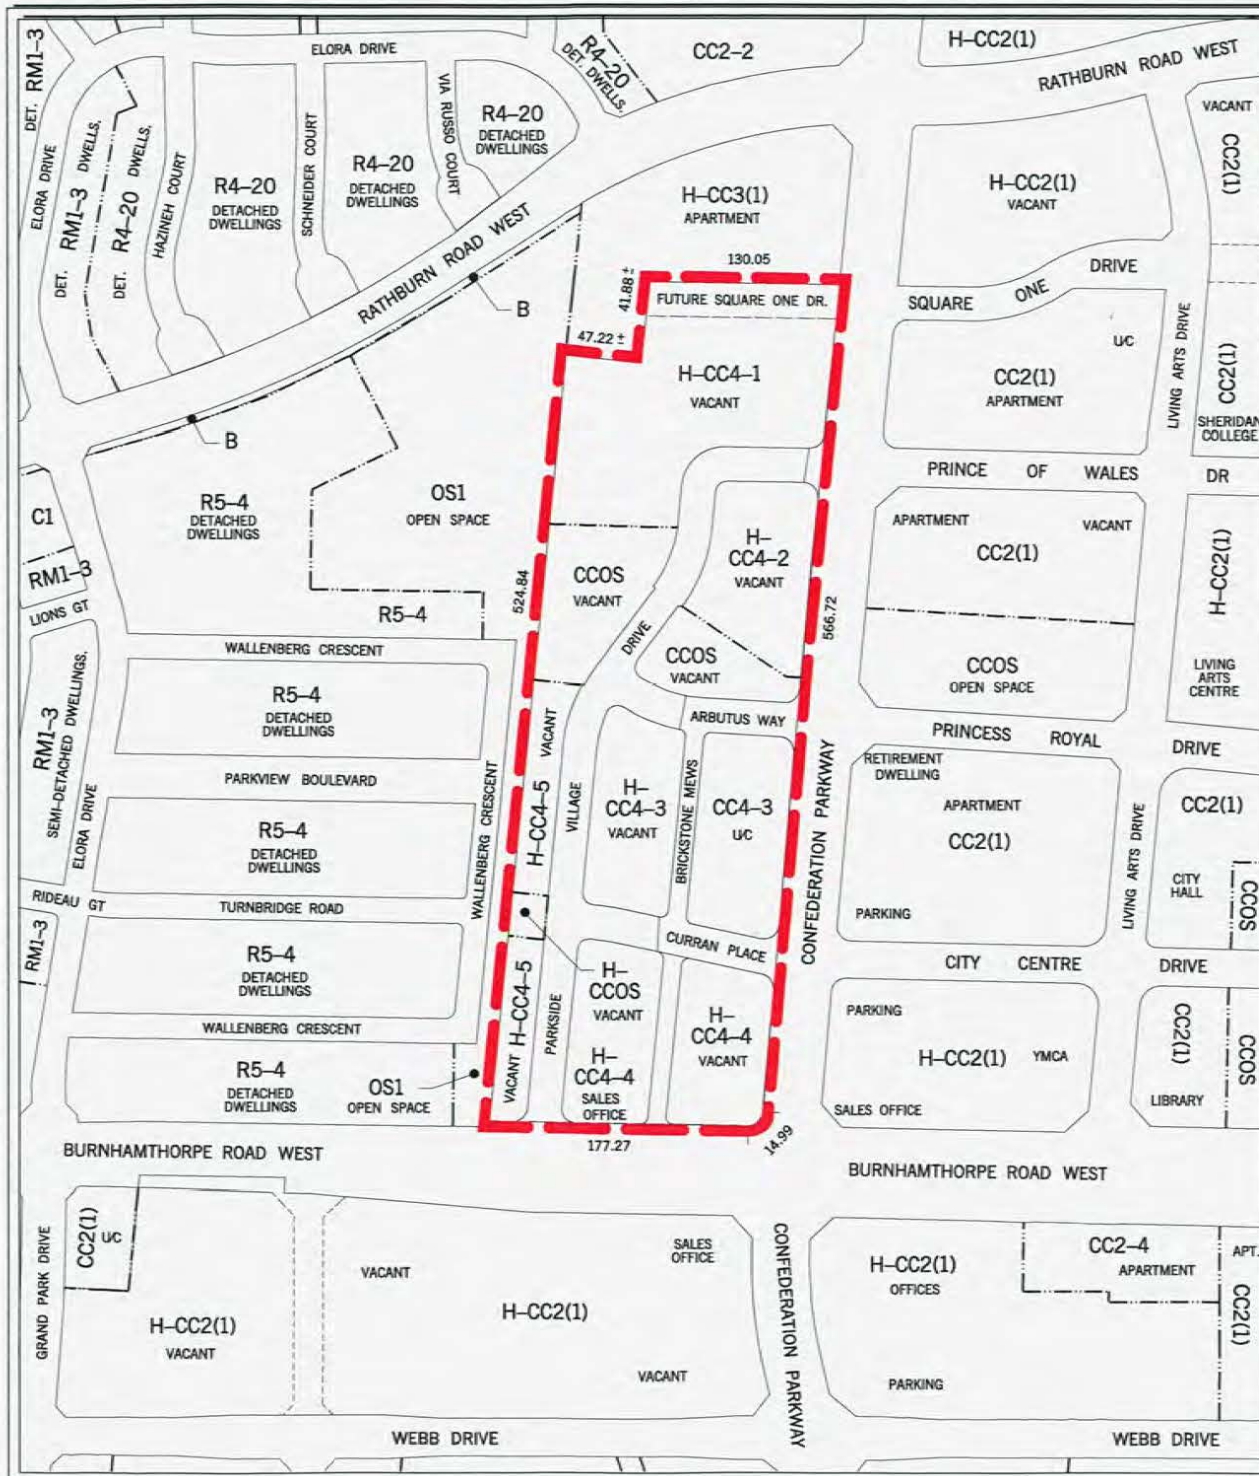 ELORA DRIVE
DET. RM1-3
R4-20
DET. DWELLS.
CC2-2
H-CC2(1)
RATHBURN ROAD WEST
VACANT
CC2(1)
ELORA DRIVE
DET. RM1-3 DWELLS.
DET. R4-20 DWELLS.
HAZINEH COURT
R4-20
DETACHED
DWELLINGS
SCHNEIDER COURT
R4-20
DETACHED
DWELLINGS
VIA RUSSO COURT
R4-20
DETACHED
DWELLINGS
RATHBURN ROAD WEST
H-CC3(1)
APARTMENT
H-CC2(1)
VACANT
130.05
41.88 ±
FUTURE SQUARE ONE DR.
47.22 ±
B
B
SQUARE ONE DRIVE
LIVING ARTS DRIVE
U/C
CC2(1)
APARTMENT
CC2(1)
SHERIDAN
COLLEGE
H-CC4-1
VACANT
PRINCE OF WALES DR
C1
RM1-3
LIONS GT
R5-4
DETACHED
DWELLINGS
OS1
OPEN SPACE
R5-4
524.84
CCOS
VACANT
H-
CC4-2
VACANT
566.72
APARTMENT
VACANT
CC2(1)
H-CC2(1)
CCOS
OPEN SPACE
LIVING
ARTS
CENTRE
DRIVE
CCOS
VACANT
WALLENBERG CRESCENT
R5-4
DETACHED
DWELLINGS
RM1-3
SEMI-DETACHED DWELLINGS.
ELORA DRIVE
PARKVIEW BOULEVARD
R5-4
DETACHED
DWELLINGS
WALLENBERG CRESCENT
VACANT
H-CC4-5
VILLAGE
ARBUTUS WAY
H-
CC4-3
VACANT
BRICKSTONE MEWS
CC4-3
U/C
CONFEDERATION PARKWAY
PRINCESS ROYAL DRIVE
RETIREMENT
DWELLING
APARTMENT
CC2(1)
PARKING
LIVING ARTS DRIVE
CC2(1)
CITY
HALL
CCOS
RIDEAU GT
TURNBRIDGE ROAD
RM1-3
R5-4
DETACHED
DWELLINGS
WALLENBERG CRESCENT
R5-4
DETACHED
DWELLINGS
OS1
OPEN SPACE
VACANT H-CC4-5
PARKSIDE
H-
CCOS
VACANT
H-
CC4-4
SALES
OFFICE
CURRAN PLACE
H-
CC4-4
VACANT
CITY CENTRE DRIVE
PARKING
H-CC2(1)
YMCA
SALES OFFICE
CC2(1)
LIBRARY
CCOS
177.27
14.99
BURNHAMTHORPE ROAD WEST
BURNHAMTHORPE ROAD WEST
GRAND PARK DRIVE
CC2(1)
U/C
H-CC2(1)
VACANT
VACANT
SALES
OFFICE
H-CC2(1)
VACANT
CONFEDERATION PARKWAY
H-CC2(1)
OFFICES
PARKING
CC2-4
APARTMENT
APT.
CC2(1)
WEBB DRIVE
WEBB DRIVE